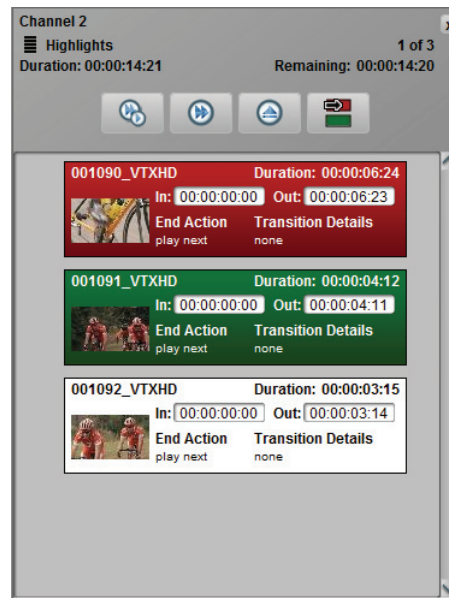 Channel 2
Highlights 1 of 3
Duration: 00:00:14:21 Remaining: 00:00:14:20
001090_VTXHD Duration: 00:00:06:24
In: 00:00:00:00 Out: 00:00:06:23
End Action Transition Details
play next none
001091_VTXHD Duration: 00:00:04:12
In: 00:00:00:00 Out: 00:00:04:11
End Action Transition Details
play next none
001092_VTXHD Duration: 00:00:03:15
In: 00:00:00:00 Out: 00:00:03:14
End Action Transition Details
play next none